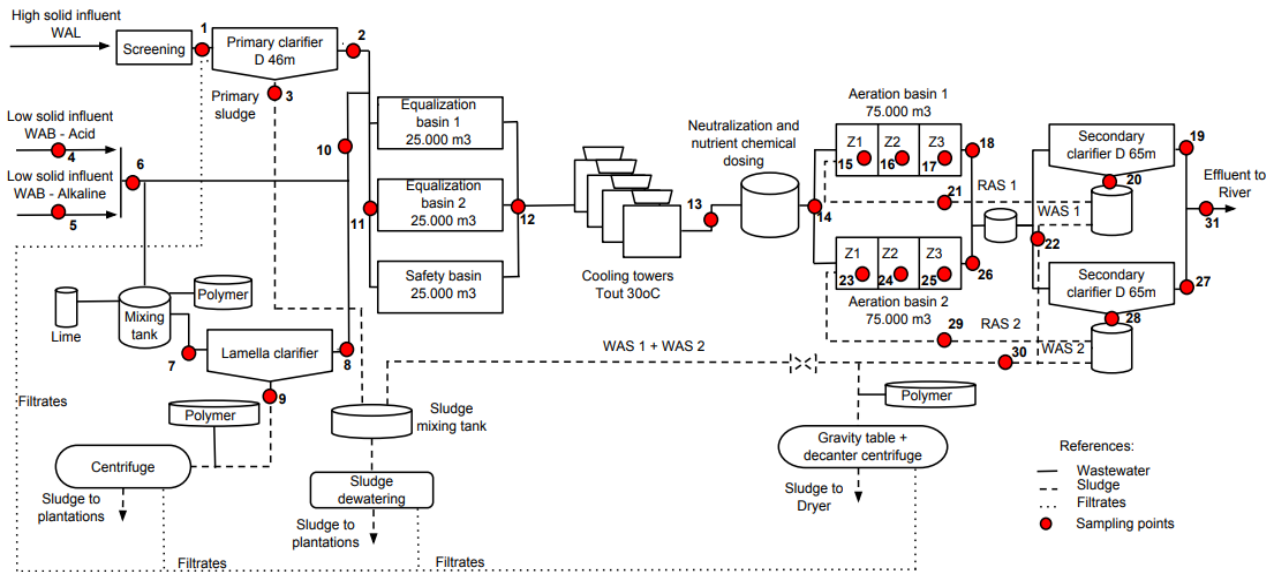 High solid influent
WAL
1
Screening
Primary clarifier
D 46m
2
Primary
sludge
3
Low solid influent
WAB - Acid
4
Low solid influent
WAB - Alkaline
5
6
10
11
Equalization
basin 1
25.000 m3
Equalization
basin 2
25.000 m3
Safety basin
25.000 m3
12
Cooling towers
Tout 30oC
13
Neutralization and
nutrient chemical
dosing
14
Aeration basin 1
75.000 m3
Z1
Z2
Z3
15
16
17
18
21
RAS 1
Z1
Z2
Z3
23
24
25
26
Aeration basin 2
75.000 m3
29
RAS 2
Secondary
clarifier D 65m
19
20
WAS 1
22
Effluent to
River
31
Secondary
clarifier D 65m
27
28
WAS 2
30
Lime
Mixing
tank
Polymer
7
Lamella clarifier
8
9
Polymer
Centrifuge
Sludge to
plantations
Filtrates
WAS 1 + WAS 2
Sludge
mixing tank
Sludge
dewatering
Sludge to
plantations
Polymer
Gravity table +
decanter centrifuge
Sludge to
Dryer
Filtrates
Filtrates
References:
Wastewater
Sludge
Filtrates
Sampling points